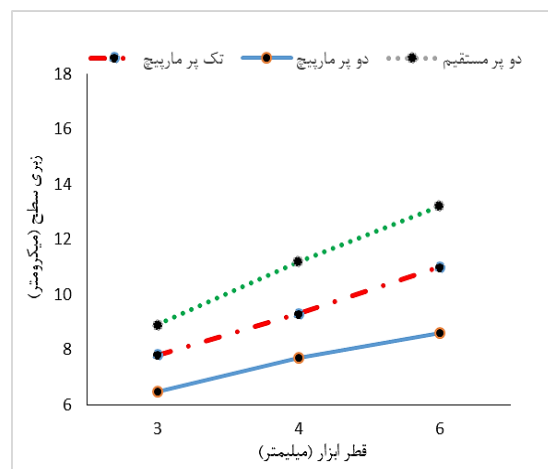 تک پر مارپیچ دو پر مارپیچ دو پر مستقیم
18
16
14
12
10
8
6
زبری سطح (میکرومتر)
3 4 6
قطر ابزار (میلیمتر)